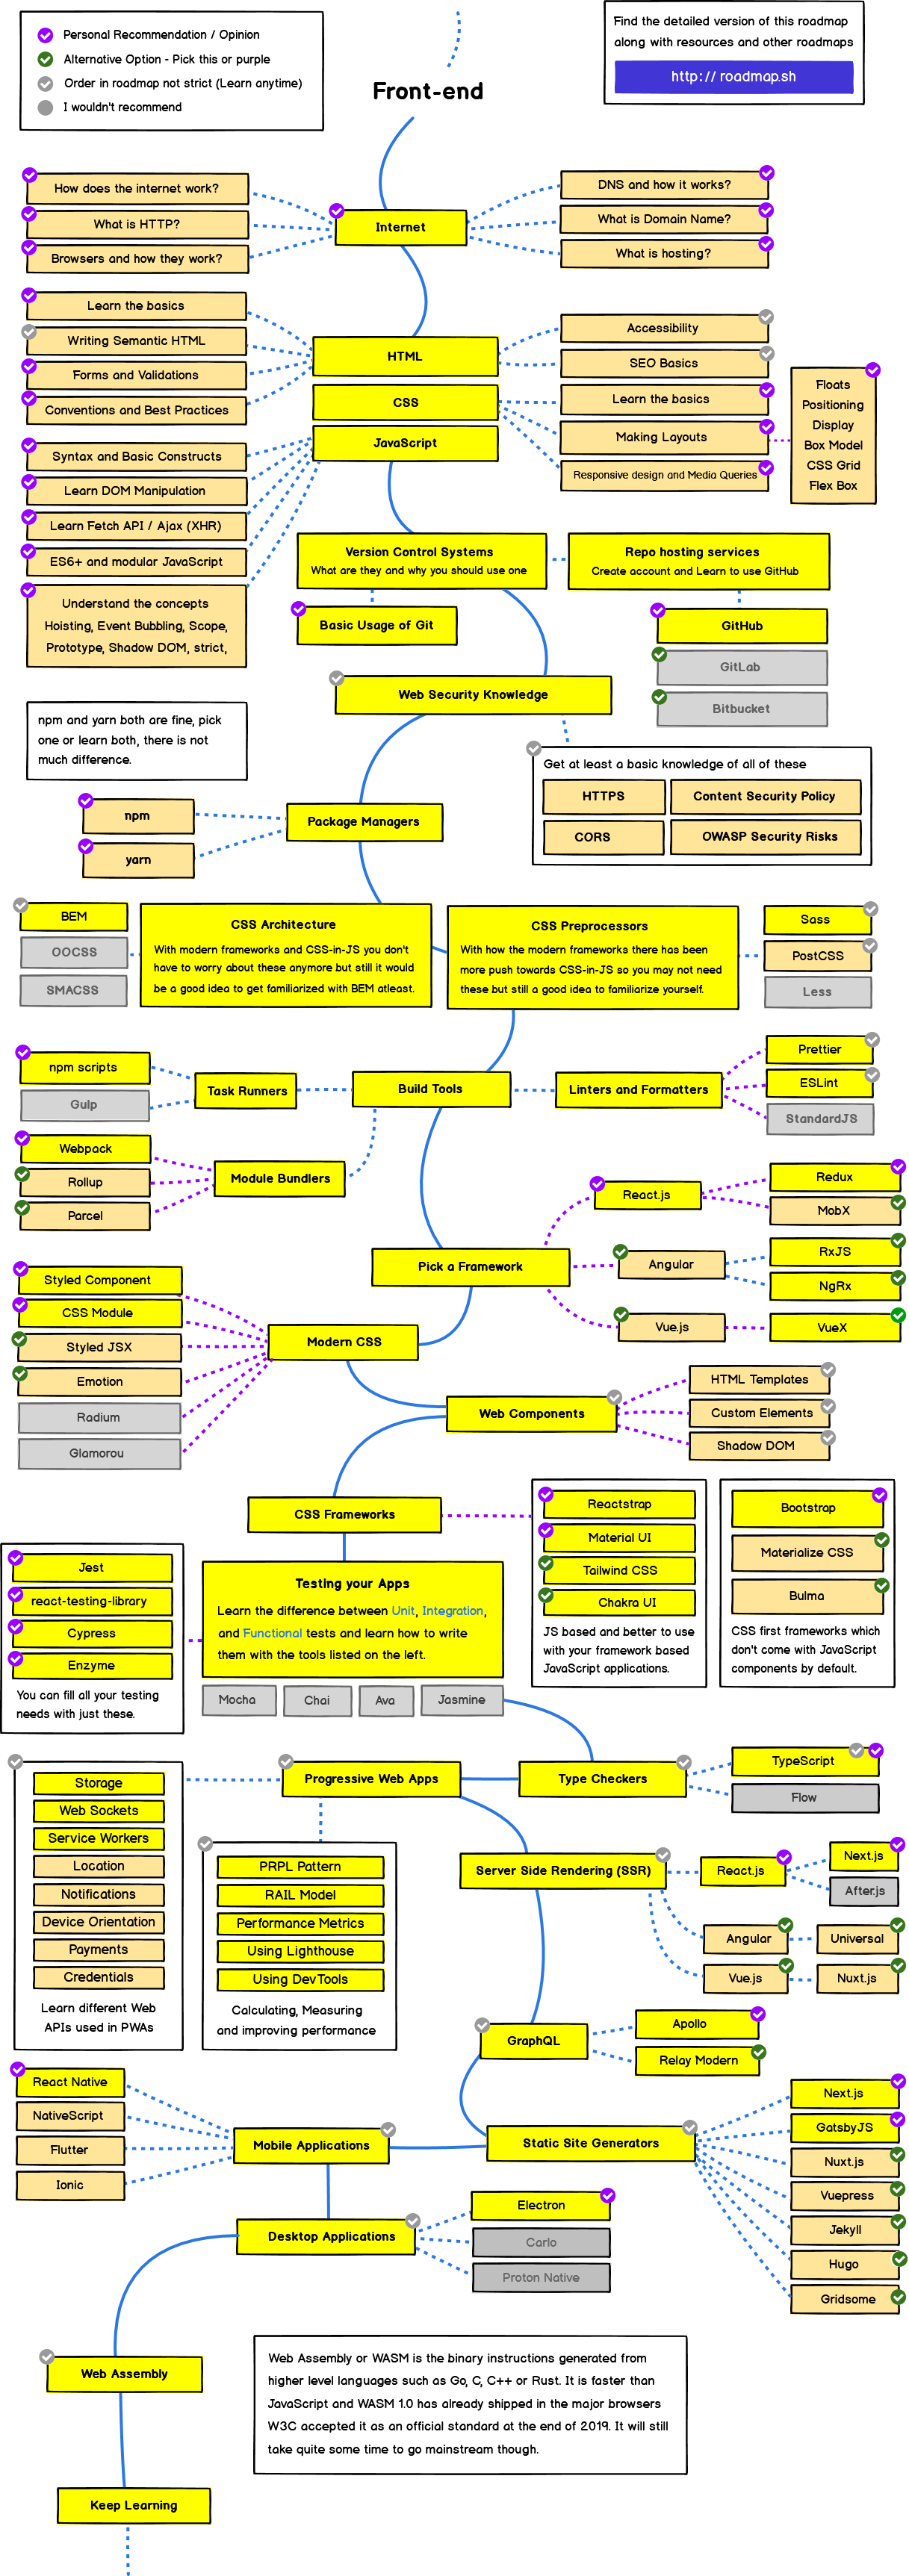 Personal Recommendation / Opinion
Alternative Option - Pick this or purple
Order in roadmap not strict (Learn anytime)
I wouldn't recommend
Find the detailed version of this roadmap
along with resources and other roadmaps
http:// roadmap.sh
Front-end
How does the internet work?
What is HTTP?
Browsers and how they work?
Internet
DNS and how it works?
What is Domain Name?
What is hosting?
Learn the basics
Writing Semantic HTML
Forms and Validations
Conventions and Best Practices
HTML
Accessibility
SEO Basics
CSS
Learn the basics
Making Layouts
Responsive design and Media Queries
Floats
Positioning
Display
Box Model
CSS Grid
Flex Box
JavaScript
Syntax and Basic Constructs
Learn DOM Manipulation
Learn Fetch API / Ajax (XHR)
ES6+ and modular JavaScript
Understand the concepts
Hoisting, Event Bubbling, Scope,
Prototype, Shadow DOM, strict,
Version Control Systems
What are they and why you should use one
Repo hosting services
Create account and Learn to use GitHub
Basic Usage of Git
GitHub
GitLab
Bitbucket
Web Security Knowledge
Get at least a basic knowledge of all of these
HTTPS
Content Security Policy
CORS
OWASP Security Risks
npm and yarn both are fine, pick
one or learn both, there is not
much difference.
npm
yarn
Package Managers
BEM
OOCSS
SMACSS
CSS Architecture
With modern frameworks and CSS-in-JS you don't
have to worry about these anymore but still it would
be a good idea to get familiarized with BEM atleast.
CSS Preprocessors
With how the modern frameworks there has been
more push towards CSS-in-JS so you may not need
these but still a good idea to familiarize yourself.
Sass
PostCSS
Less
npm scripts
Gulp
Task Runners
Build Tools
Linters and Formatters
Prettier
ESLint
StandardJS
Webpack
Rollup
Parcel
Module Bundlers
Pick a Framework
React.js
Redux
MobX
Angular
RxJS
NgRx
Vue.js
VueX
Styled Component
CSS Module
Styled JSX
Emotion
Radium
Glamorou
Modern CSS
Web Components
HTML Templates
Custom Elements
Shadow DOM
CSS Frameworks
Reactstrap
Material UI
Tailwind CSS
Chakra UI
JS based and better to use
with your framework based
JavaScript applications.
Bootstrap
Materialize CSS
Bulma
CSS first frameworks which
don't come with JavaScript
components by default.
Jest
react-testing-library
Cypress
Enzyme
You can fill all your testing
needs with just these.
Testing your Apps
Learn the difference between Unit, Integration,
and Functional tests and learn how to write
them with the tools listed on the left.
Mocha
Chai
Ava
Jasmine
Type Checkers
TypeScript
Flow
Progressive Web Apps
Storage
Web Sockets
Service Workers
Location
Notifications
Device Orientation
Payments
Credentials
Learn different Web
APIs used in PWAs
PRPL Pattern
RAIL Model
Performance Metrics
Using Lighthouse
Using DevTools
Calculating, Measuring
and improving performance
Server Side Rendering (SSR)
React.js
Next.js
After.js
Angular
Universal
Vue.js
Nuxt.js
GraphQL
Apollo
Relay Modern
Static Site Generators
Next.js
GatsbyJS
Nuxt.js
Vuepress
Jekyll
Hugo
Gridsome
React Native
NativeScript
Flutter
Ionic
Mobile Applications
Desktop Applications
Electron
Carlo
Proton Native
Web Assembly
Web Assembly or WASM is the binary instructions generated from
higher level languages such as Go, C, C++ or Rust. It is faster than
JavaScript and WASM 1.0 has already shipped in the major browsers
W3C accepted it as an official standard at the end of 2019. It will still
take quite some time to go mainstream though.
Keep Learning